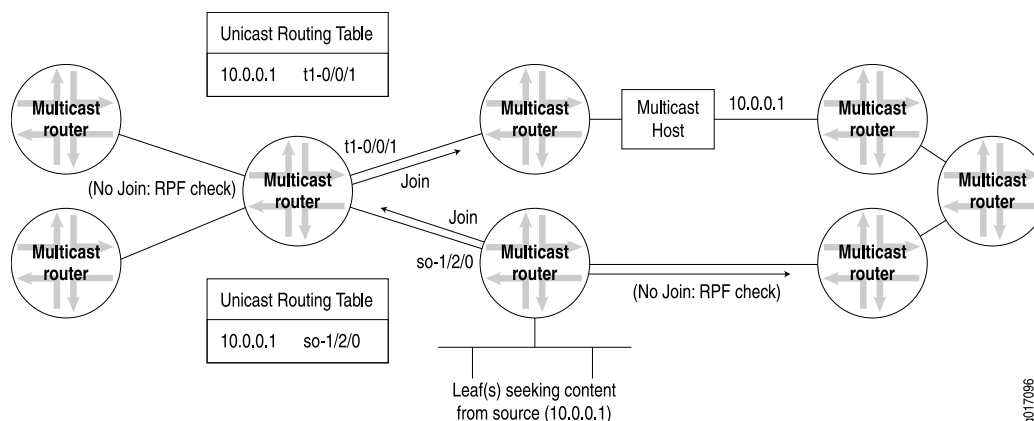 Unicast Routing Table
10.0.0.1 t1-0/0/1
Multicast
router
Multicast
router
Multicast
Host
10.0.0.1
Multicast
router
t1-0/0/1
Join
(No Join: RPF check)
Multicast
router
Multicast
router
Join
so-1/2/0
Multicast
router
Multicast
router
Multicast
router
(No Join: RPF check)
Unicast Routing Table
10.0.0.1 so-1/2/0
Leaf(s) seeking content
from source (10.0.0.1)
g017096